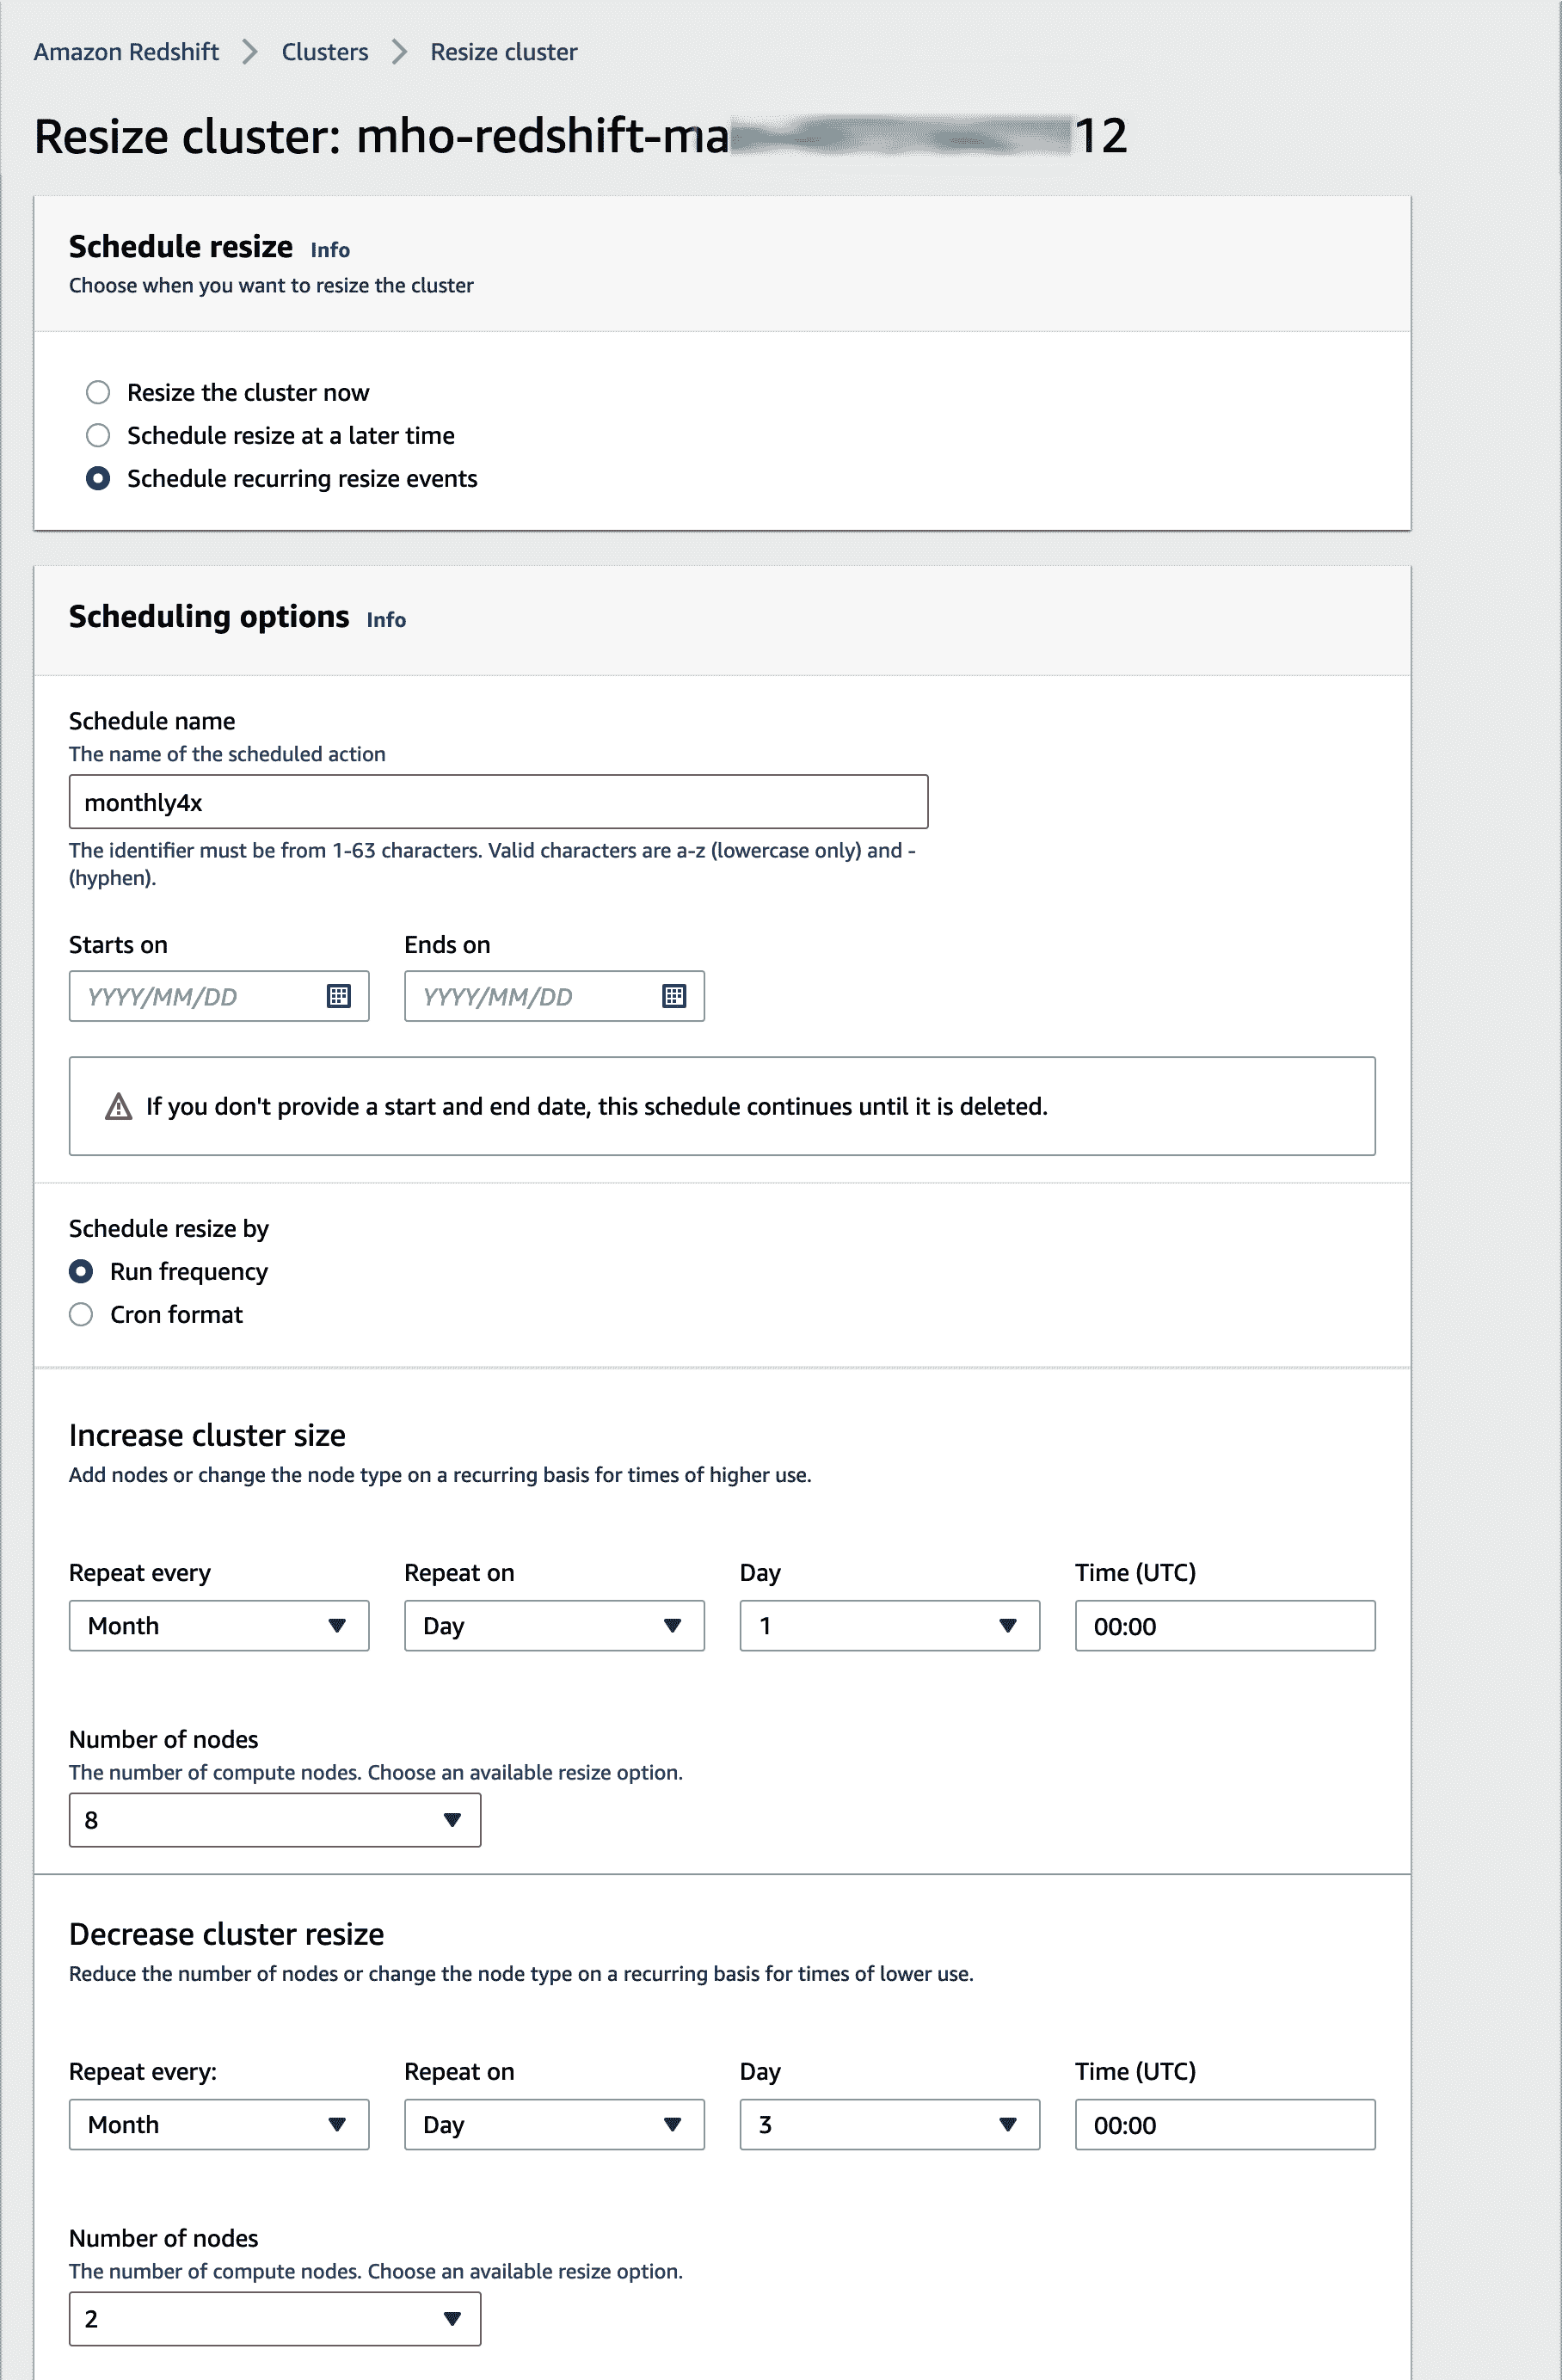 Amazon Redshift > Clusters > Resize cluster
Resize cluster: mho-redshift-ma 12
Schedule resize Info
Choose when you want to resize the cluster
Resize the cluster now
Schedule resize at a later time
Schedule recurring resize events
Scheduling options Info
Schedule name
The name of the scheduled action
monthly4x
The identifier must be from 1-63 characters. Valid characters are a-z (lowercase only) and -
(hyphen).
Starts on Ends on
YYYY/MM/DD YYYY/MM/DD
If you don't provide a start and end date, this schedule continues until it is deleted.
Schedule resize by
Run frequency
Cron format
Increase cluster size
Add nodes or change the node type on a recurring basis for times of higher use.
Repeat every Repeat on Day Time (UTC)
Month Day 1 00:00
Number of nodes
The number of compute nodes. Choose an available resize option.
8
Decrease cluster resize
Reduce the number of nodes or change the node type on a recurring basis for times of lower use.
Repeat every: Repeat on Day Time (UTC)
Month Day 3 00:00
Number of nodes
The number of compute nodes. Choose an available resize option.
2